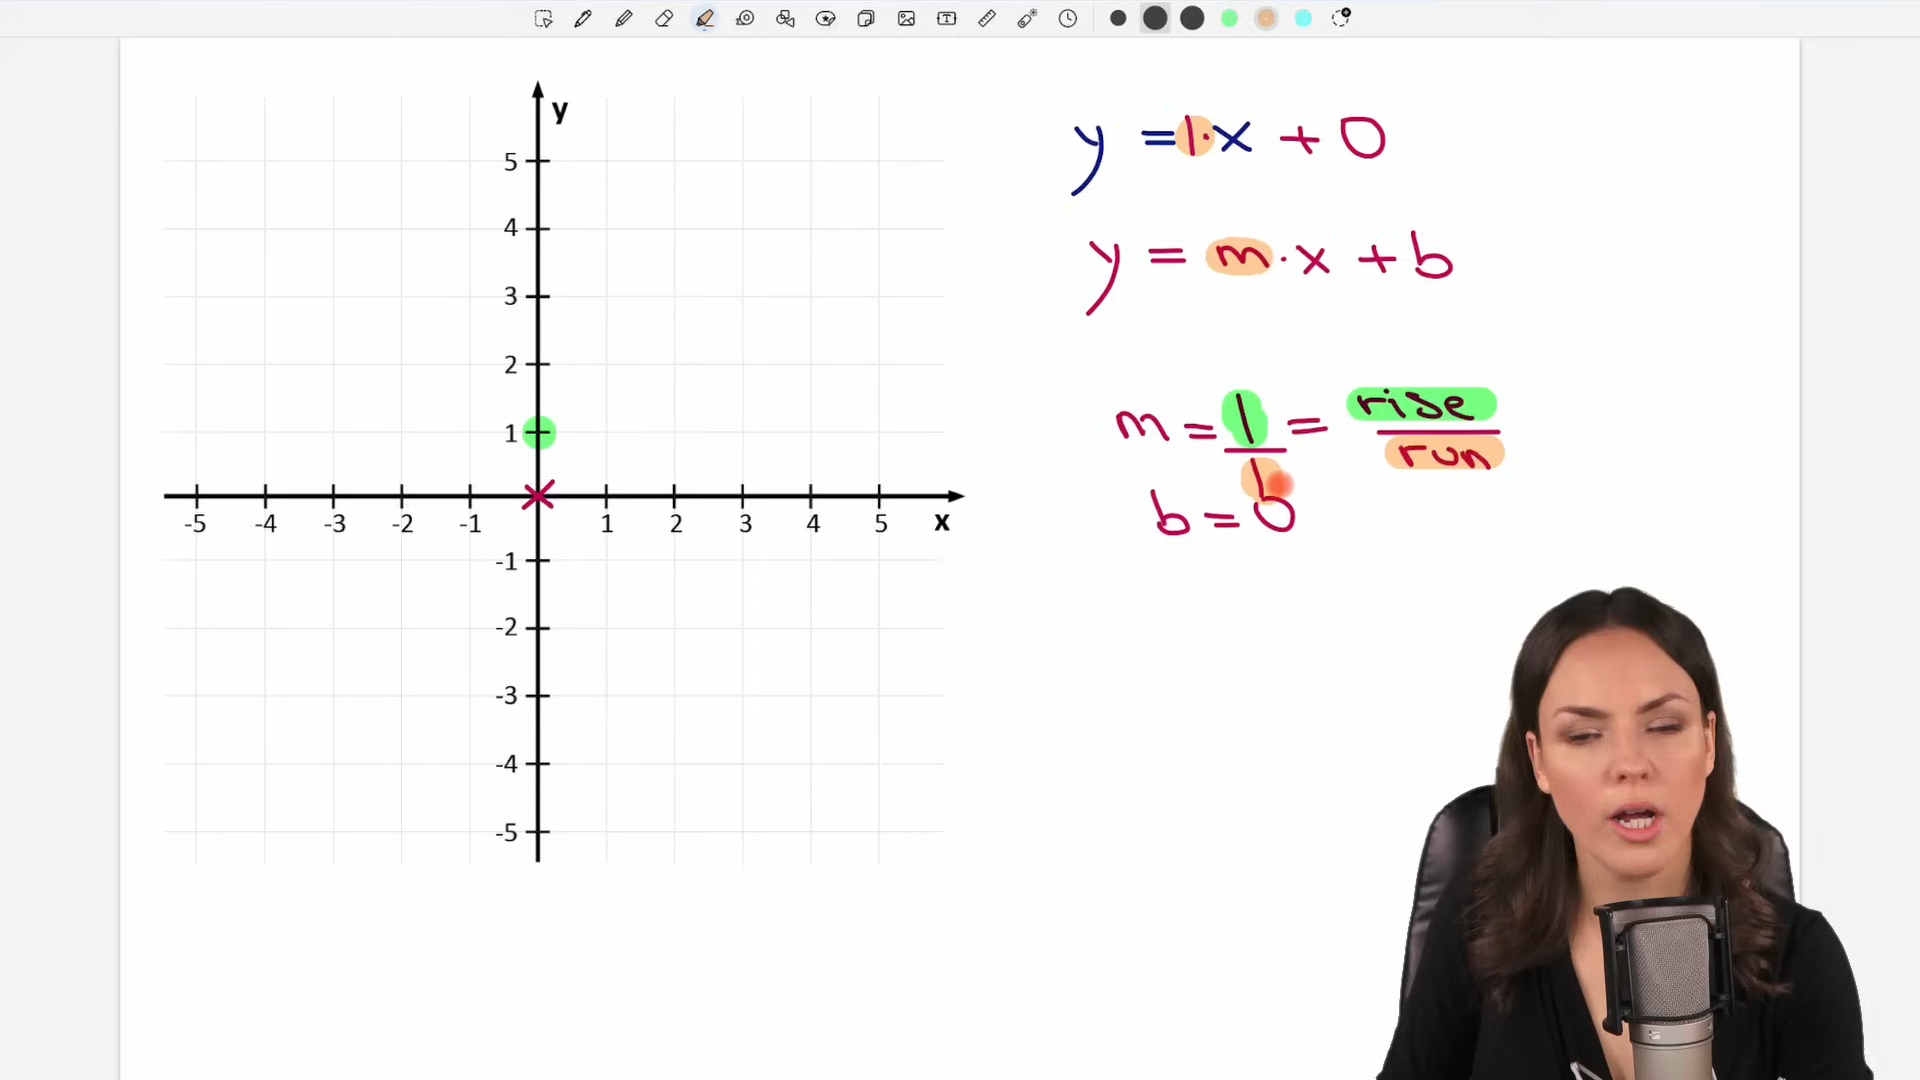 y
y = 1·x + 0
y = m·x + b
m = 1/1 = rise/run
b = 0
5
4
3
2
1
-5 -4 -3 -2 -1 1 2 3 4 5 x
-1
-2
-3
-4
-5